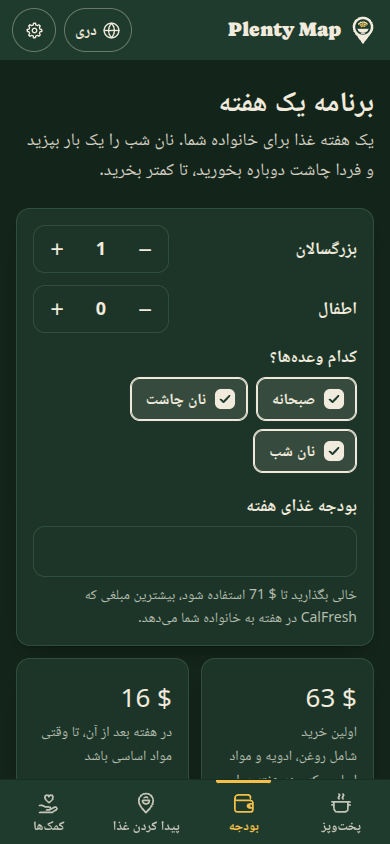 Plenty Map
دری
برنامه یک هفته
یک هفته غذا برای خانواده شما. نان شب را یک بار بپزید
و فردا چاشت دوباره بخورید، تا کمتر بخرید.
بزرگسالان
− 1 +
اطفال
− 0 +
کدام وعده‌ها؟
صبحانه
نان چاشت
نان شب
بودجه غذای هفته
خالی بگذارید تا $ 71 استفاده شود، بیشترین مبلغی که
CalFresh در هفته به خانواده شما می‌دهد.
63 $
اولین خرید
شامل روغن، ادویه و مواد
16 $
در هفته بعد از آن، تا وقتی
مواد اساسی باشد
پخت‌وپز
بودجه
پیدا کردن غذا
کمک‌ها